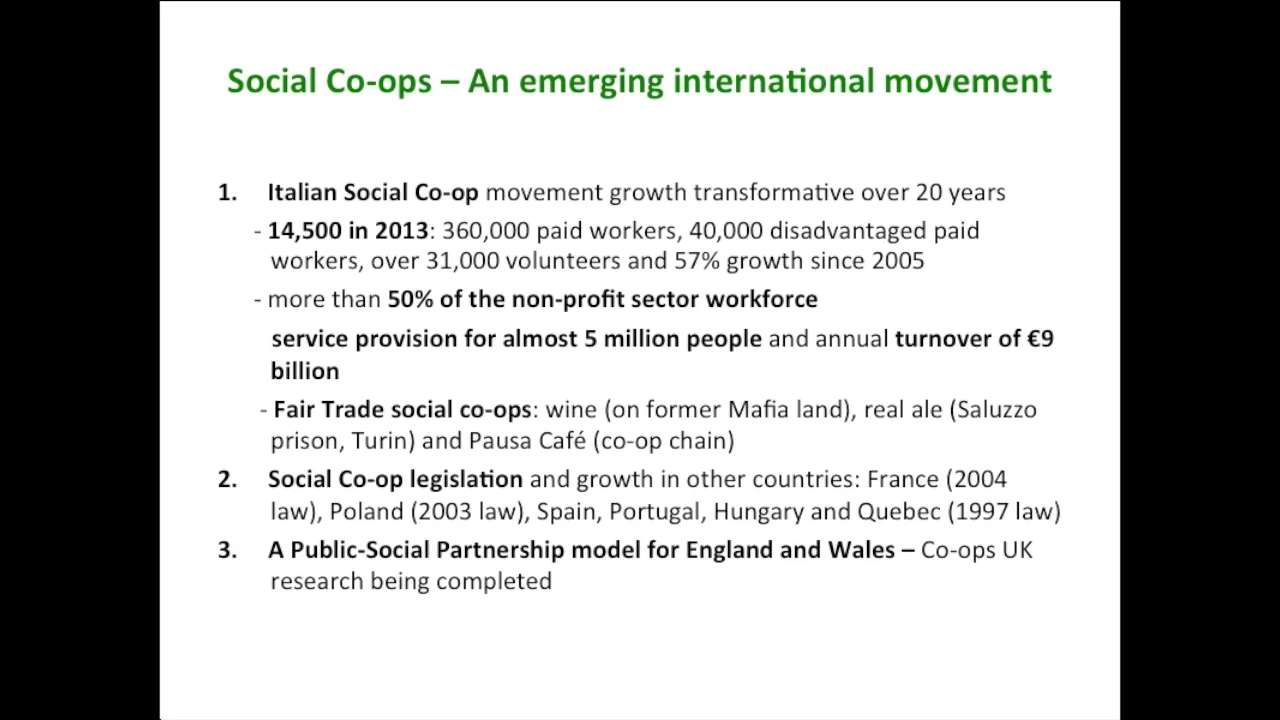 Social Co-ops – An emerging international movement
1. Italian Social Co-op movement growth transformative over 20 years
- 14,500 in 2013: 360,000 paid workers, 40,000 disadvantaged paid
workers, over 31,000 volunteers and 57% growth since 2005
- more than 50% of the non-profit sector workforce
service provision for almost 5 million people and annual turnover of €9
billion
- Fair Trade social co-ops: wine (on former Mafia land), real ale (Saluzzo
prison, Turin) and Pausa Café (co-op chain)
2. Social Co-op legislation and growth in other countries: France (2004
law), Poland (2003 law), Spain, Portugal, Hungary and Quebec (1997 law)
3. A Public-Social Partnership model for England and Wales – Co-ops UK
research being completed